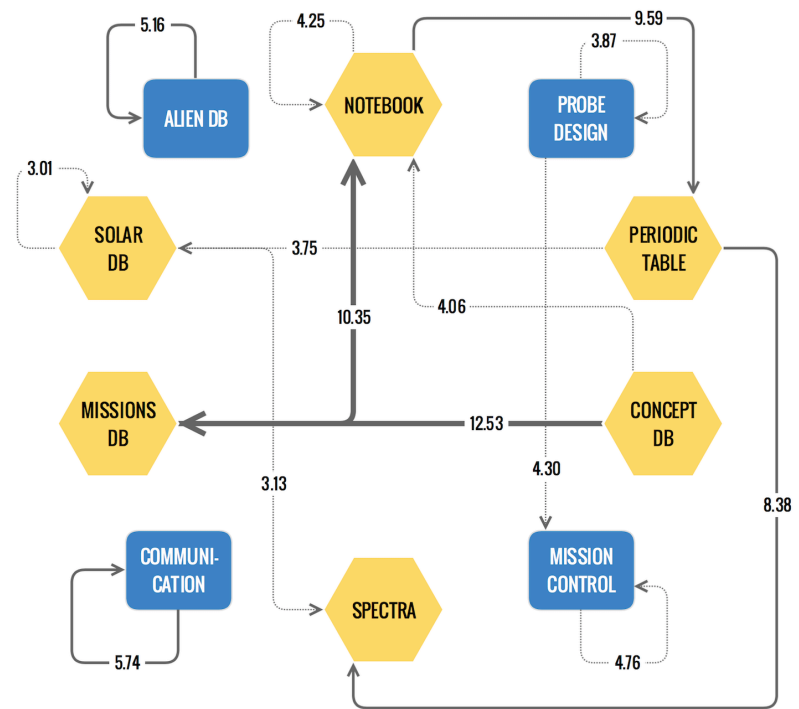 5.16
4.25
9.59
3.87
ALIEN DB
NOTEBOOK
PROBE
DESIGN
3.01
SOLAR
DB
3.75
PERIODIC
TABLE
10.35
4.06
MISSIONS
DB
12.53
CONCEPT
DB
3.13
4.30
8.38
COMMUNI-
CATION
SPECTRA
MISSION
CONTROL
5.74
4.76